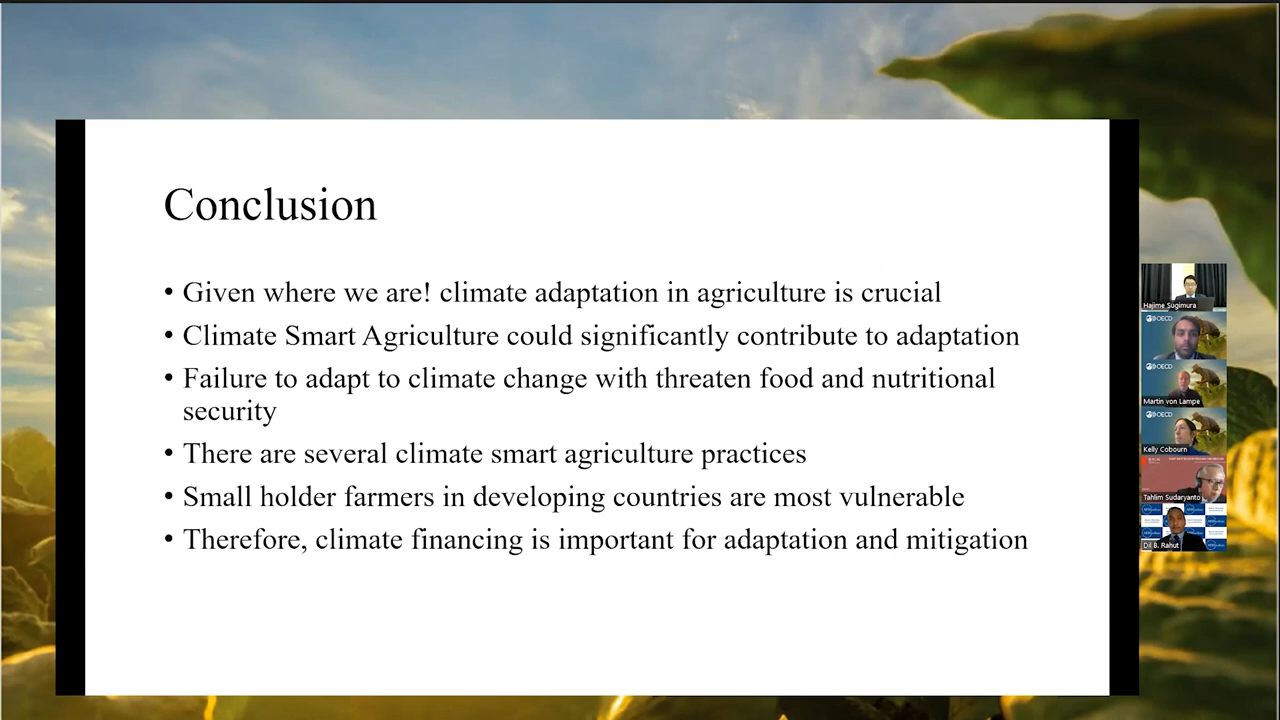 Conclusion
• Given where we are! climate adaptation in agriculture is crucial
• Climate Smart Agriculture could significantly contribute to adaptation
• Failure to adapt to climate change with threaten food and nutritional
security
• There are several climate smart agriculture practices
• Small holder farmers in developing countries are most vulnerable
• Therefore, climate financing is important for adaptation and mitigation
Hajime Sugimura
OECD
OECD
Martin von Lampe
OECD
Kelly Cobourn
Tahlim Sudaryanto
Dil B. Rahut